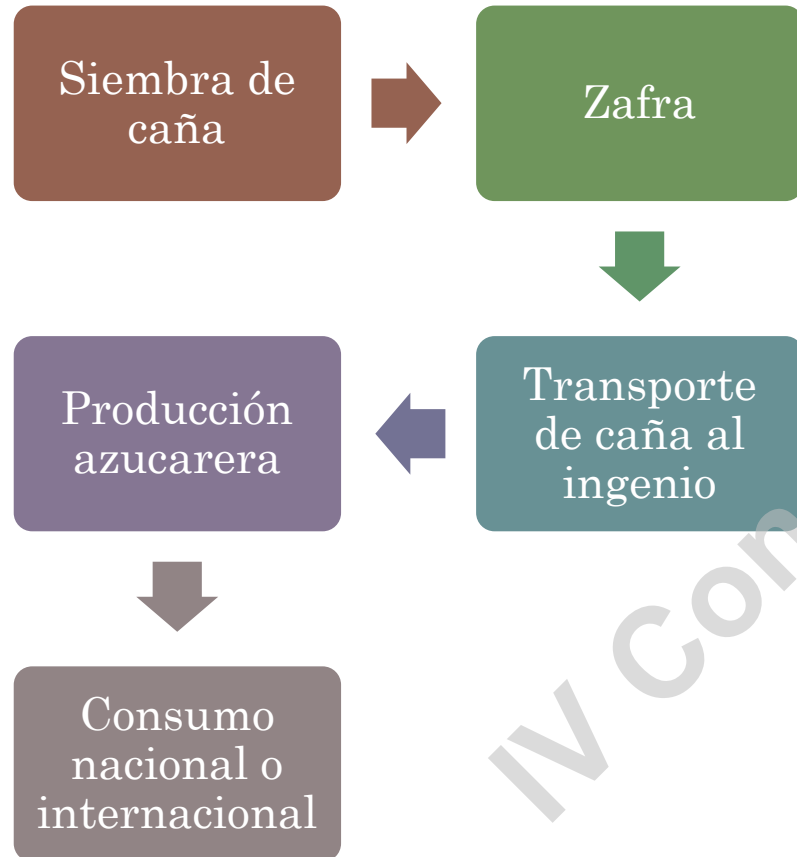 Siembra de
caña
Zafra
Transporte
de caña al
ingenio
Producción
azucarera
Consumo
nacional o
internacional
IV Con